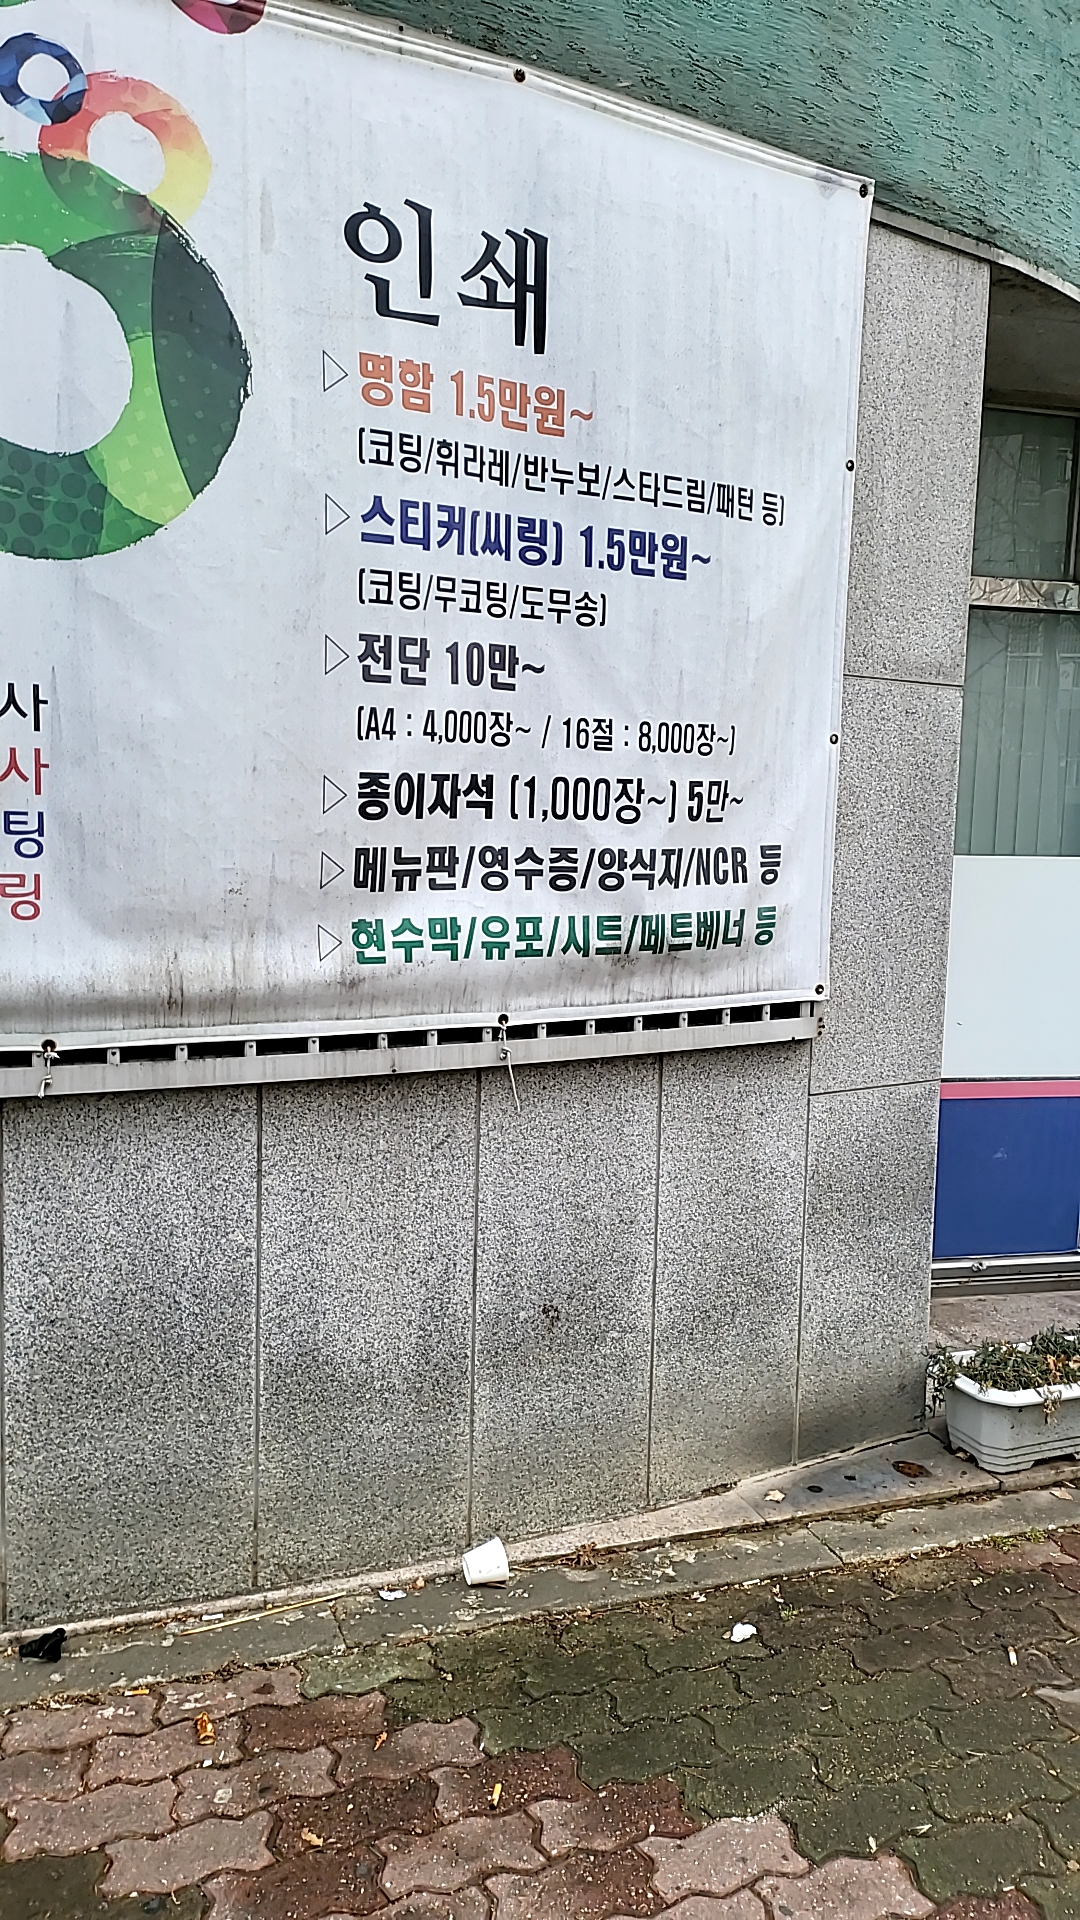 인쇄
▷명함 1.5만원~
(코팅/휘라레/반누보/스타드림/패턴 등)
▷스티커(씨링) 1.5만원~
(코팅/무코팅/도무송)
▷전단 10만~
(A4 : 4,000장~ / 16절 : 8,000장~)
▷종이자석 (1,000장~) 5만~
▷메뉴판/영수증/양식지/NCR 등
▷현수막/유포/시트/페트베너 등
사
사
팅
링